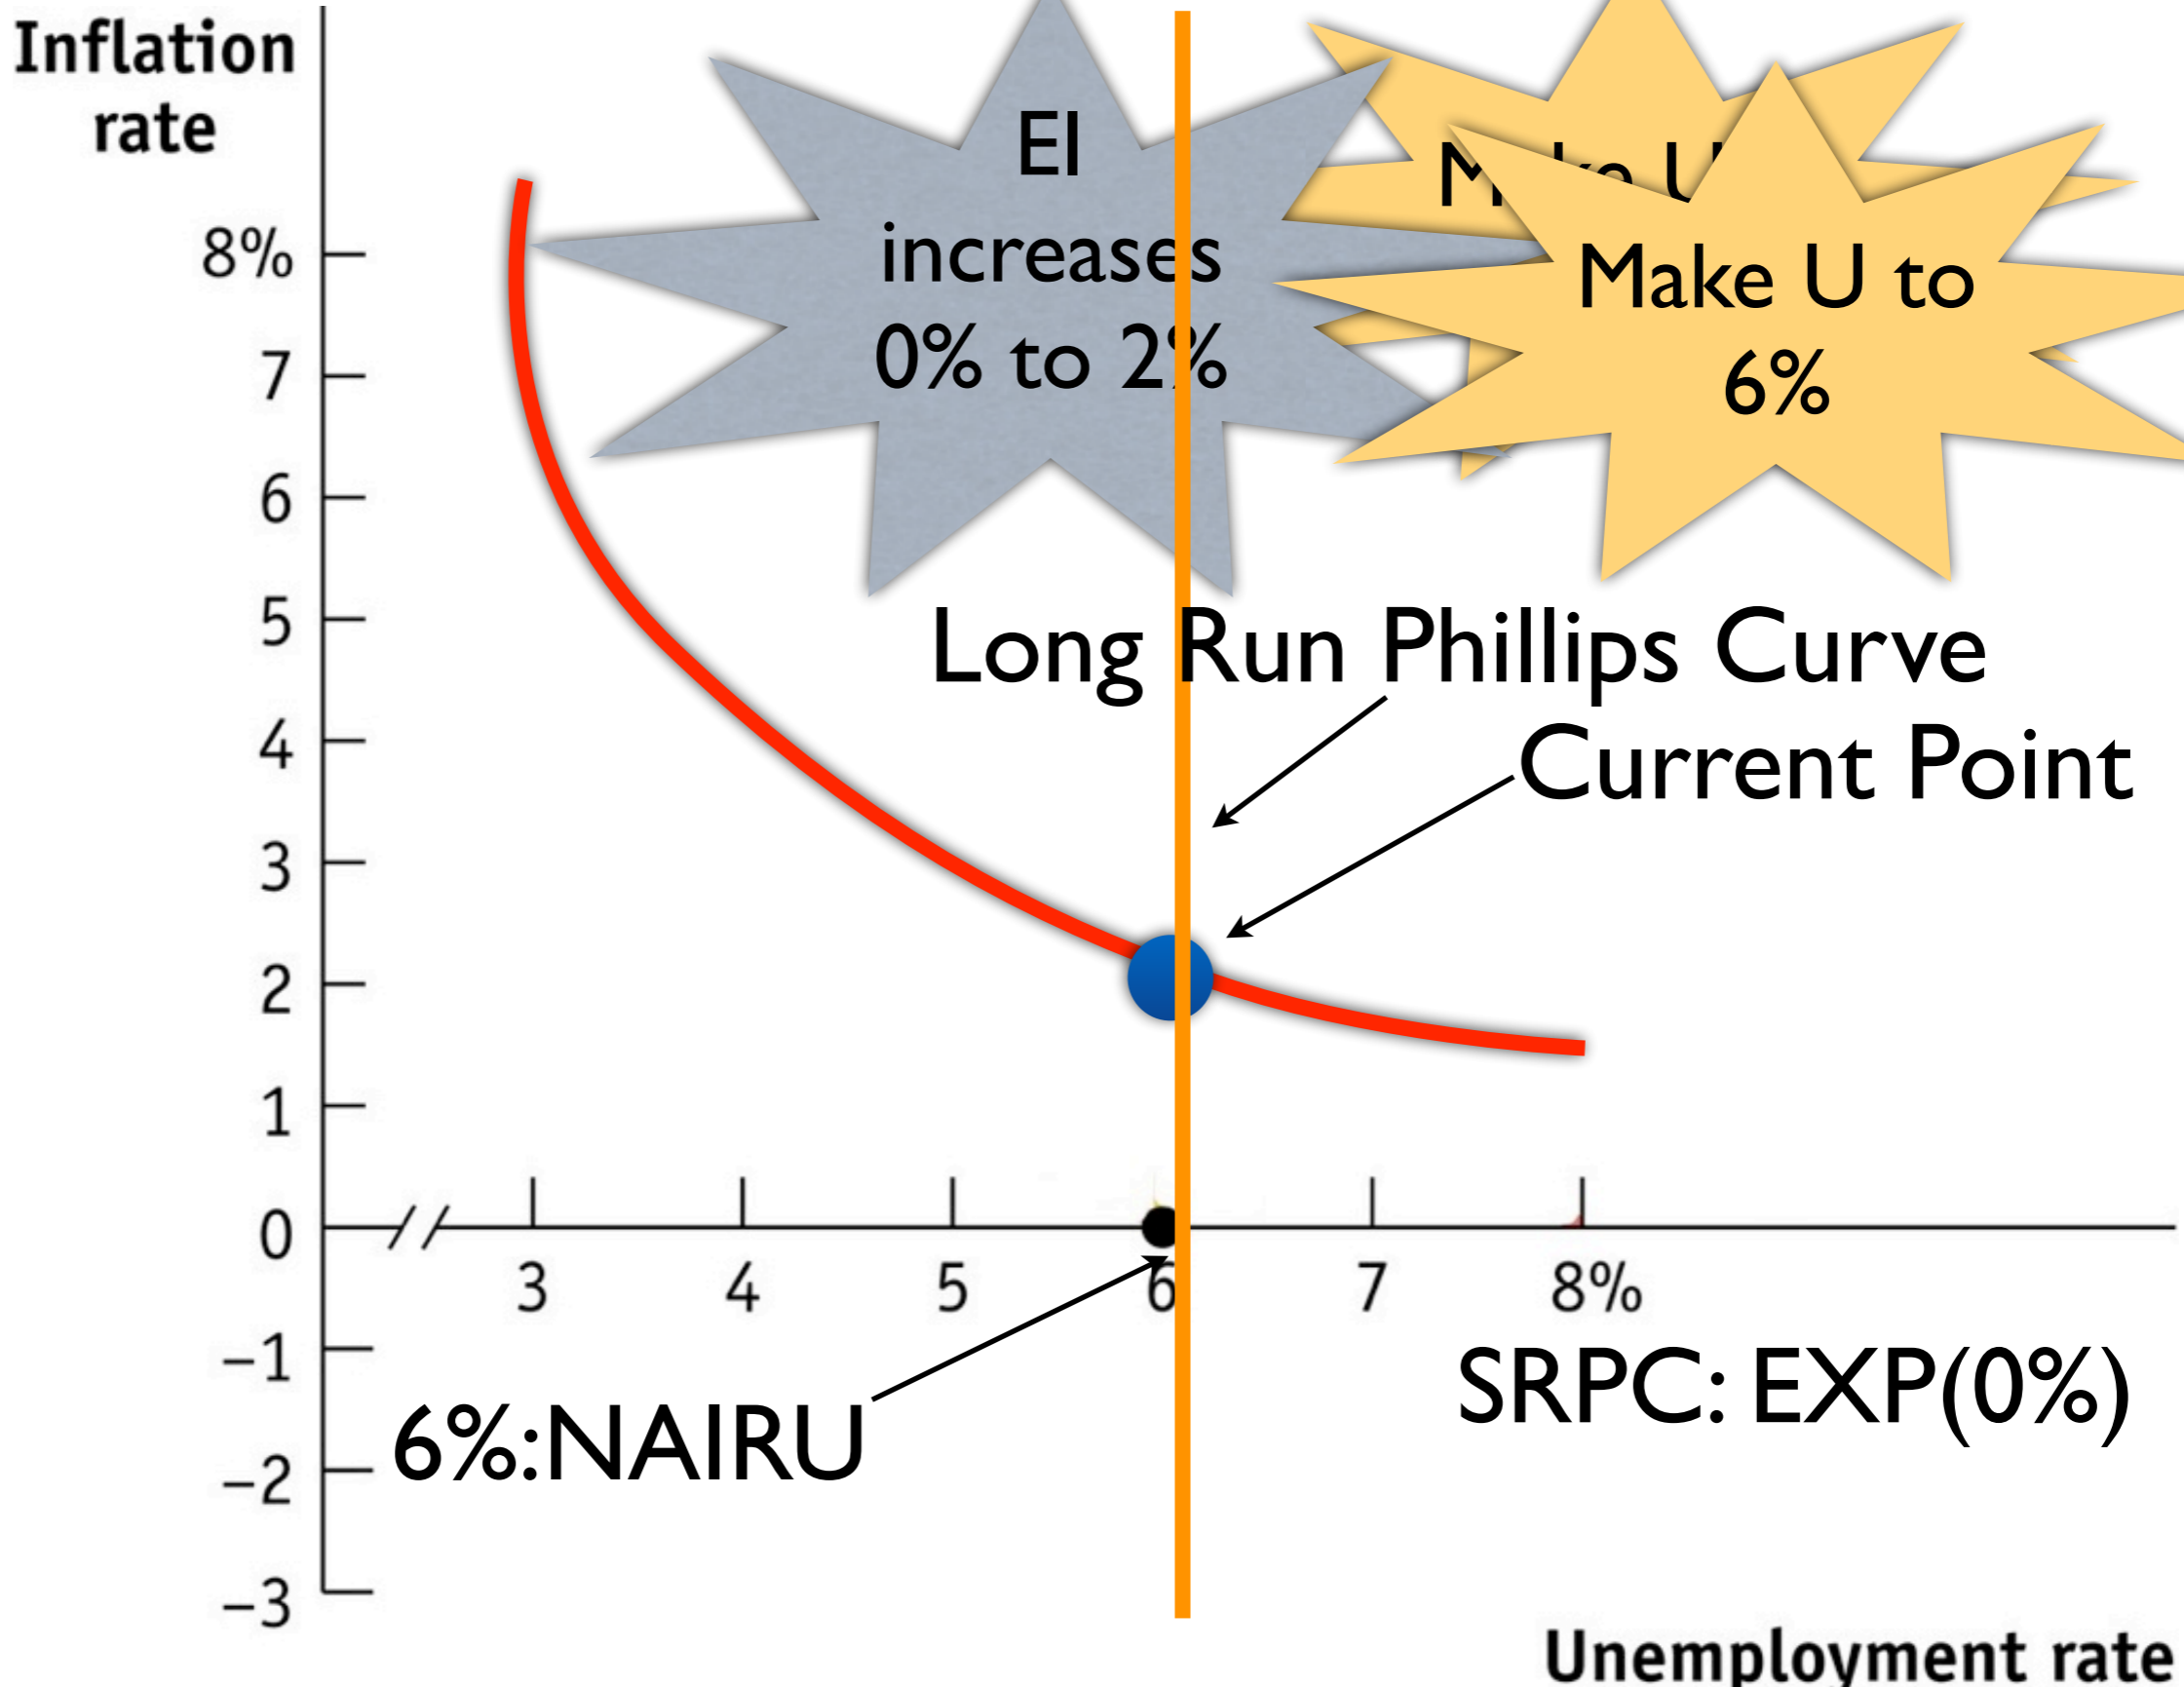 Inflation
rate
EI
increases
0% to 2%
Make U to
6%
8%
7
6
5
4
3
2
1
0
−1
−2
−3
Long Run Phillips Curve
Current Point
3
4
5
6
7
8%
6%:NAIRU
SRPC: EXP(0%)
Unemployment rate